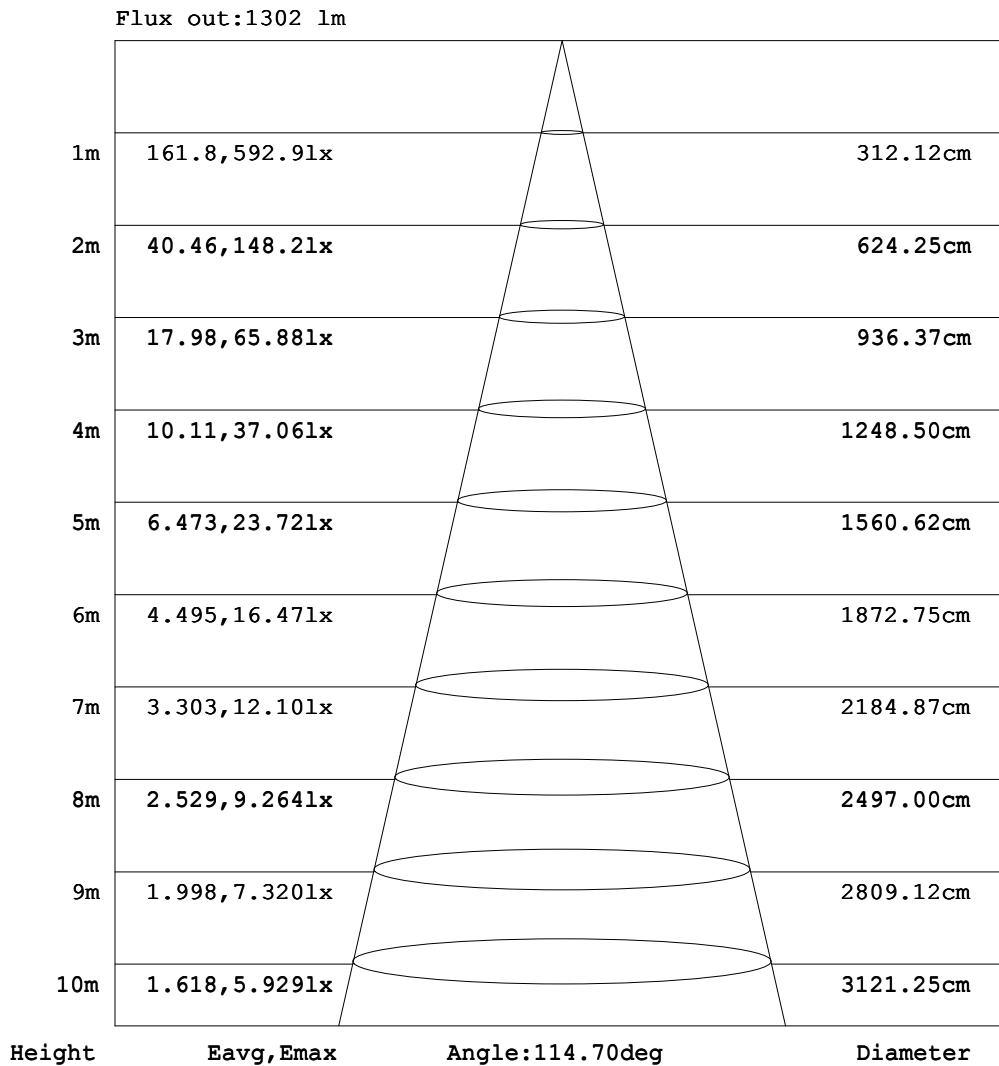 Flux out:1302 lm
1m 161.8,592.9lx 312.12cm
2m 40.46,148.2lx 624.25cm
3m 17.98,65.88lx 936.37cm
4m 10.11,37.06lx 1248.50cm
5m 6.473,23.72lx 1560.62cm
6m 4.495,16.47lx 1872.75cm
7m 3.303,12.10lx 2184.87cm
8m 2.529,9.264lx 2497.00cm
9m 1.998,7.320lx 2809.12cm
10m 1.618,5.929lx 3121.25cm
Height Eavg,Emax Angle:114.70deg Diameter